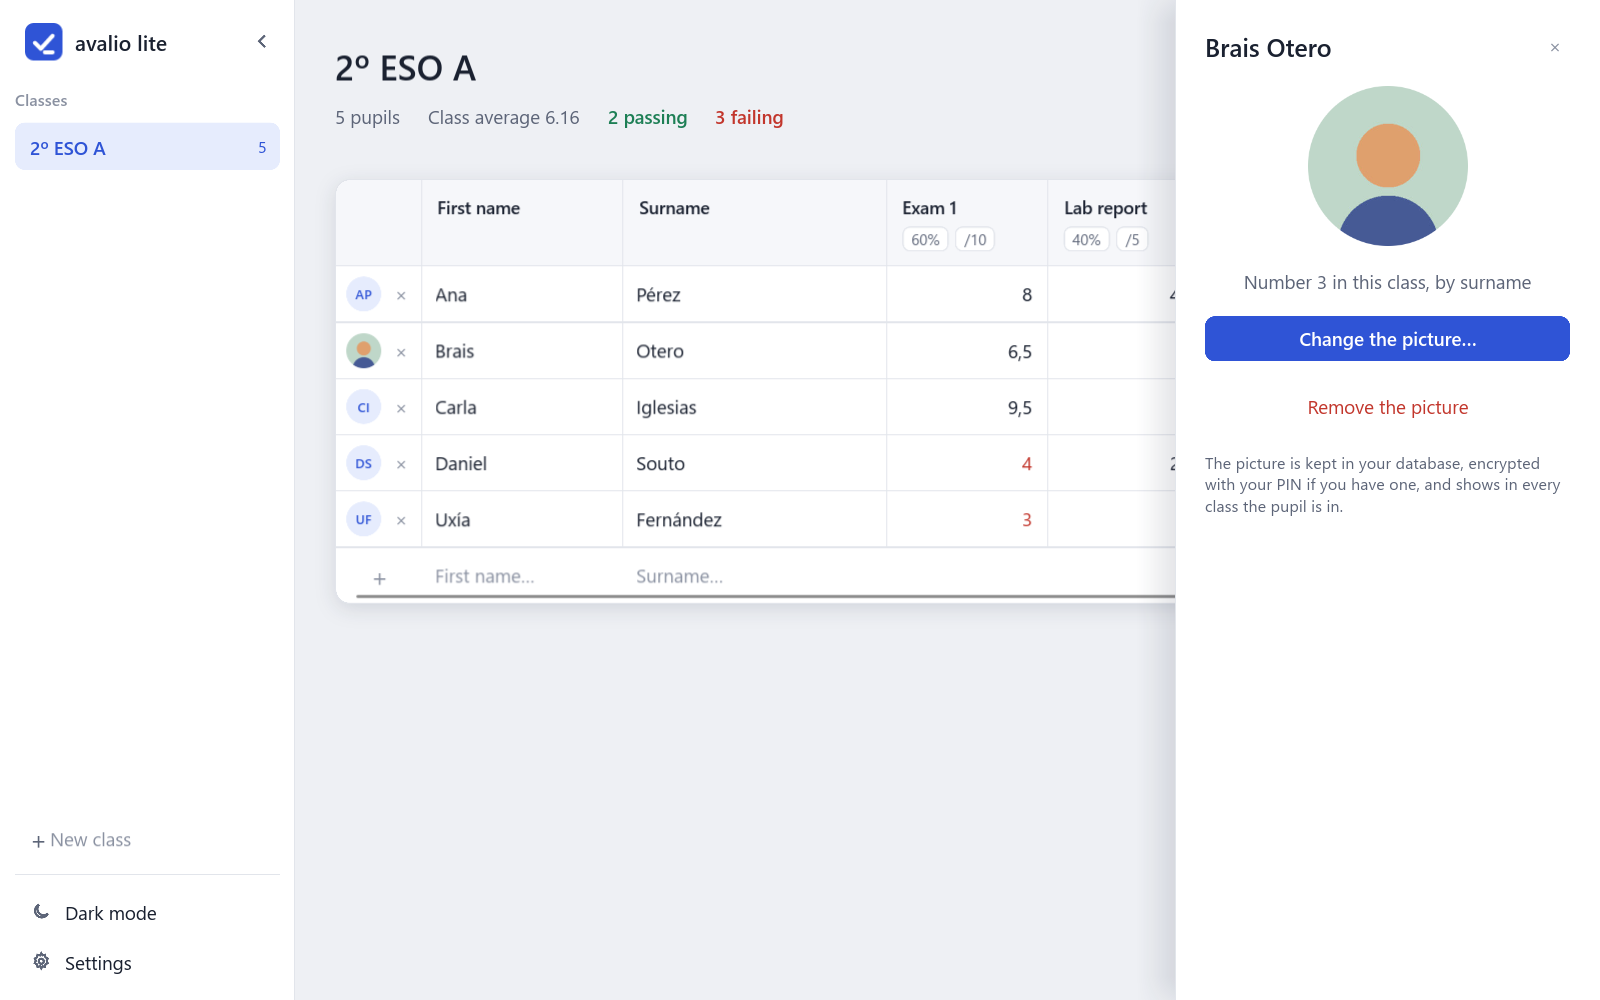 avalio lite
Classes
2º ESO A 5
+ New class
Dark mode
Settings
2º ESO A
5 pupils Class average 6.16 2 passing 3 failing
First name Surname Exam 1 Lab report
60% /10 40% /5
AP × Ana Pérez 8
× Brais Otero 6,5
CI × Carla Iglesias 9,5
DS × Daniel Souto 4
UF × Uxía Fernández 3
+ First name... Surname...
Brais Otero ×
Number 3 in this class, by surname
Change the picture...
Remove the picture
The picture is kept in your database, encrypted
with your PIN if you have one, and shows in every
class the pupil is in.